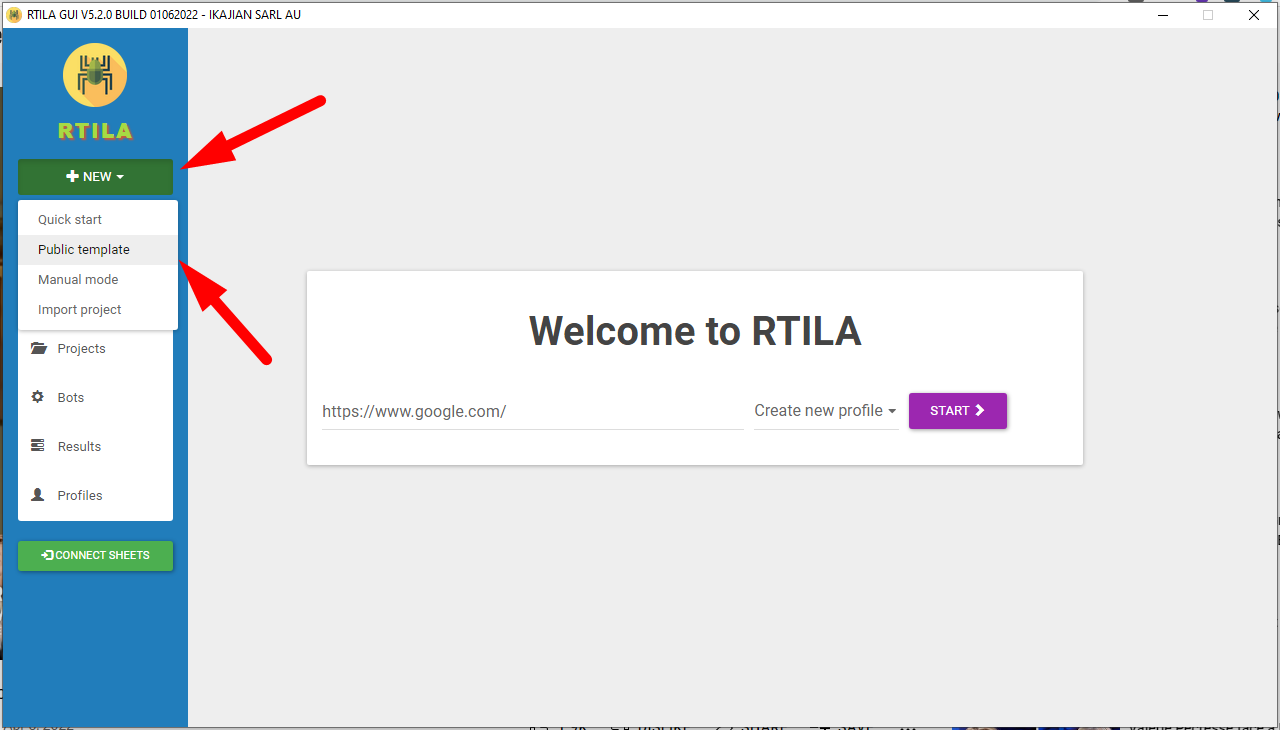 RTILA GUI V5.2.0 BUILD 01062022 - IKAJIAN SARL AU
RTILA
NEW
Quick start
Public template
Manual mode
Import project
Projects
Bots
Results
Profiles
CONNECT SHEETS
Welcome to RTILA
https://www.google.com/
Create new profile
START